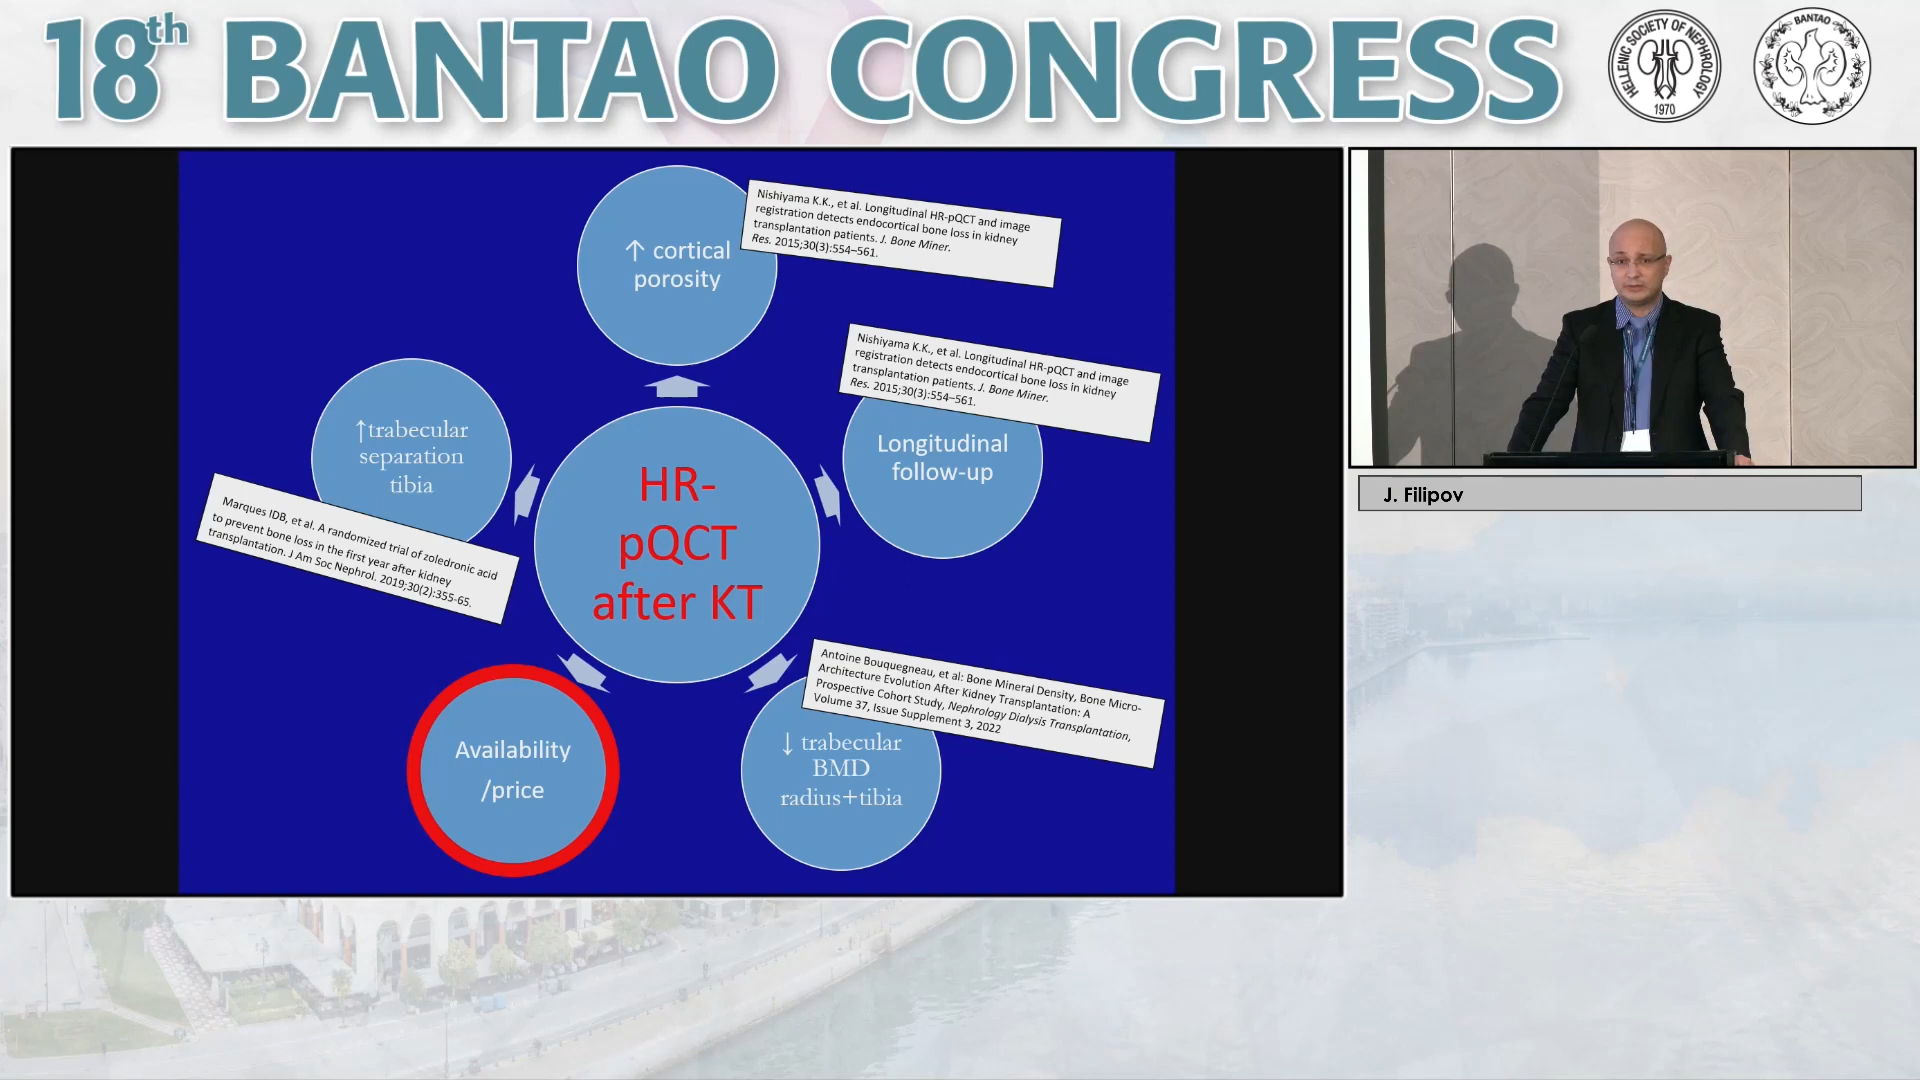 18th BANTAO CONGRESS
HELLENIC SOCIETY OF NEPHROLOGY
1970
BANTAO
↑ cortical
porosity
Nishiyama K.K., et al. Longitudinal HR-pQCT and image
registration detects endocortical bone loss in kidney
transplantation patients. J. Bone Miner.
Res. 2015;30(3):554–561.
Nishiyama K.K., et al. Longitudinal HR-pQCT and image
registration detects endocortical bone loss in kidney
transplantation patients. J. Bone Miner.
Res. 2015;30(3):554–561.
Longitudinal
follow-up
↑trabecular
separation
tibia
Marques IDB, et al. A randomized trial of zoledronic acid
to prevent bone loss in the first year after kidney
transplantation. J Am Soc Nephrol. 2019;30(2):355-65.
HR-
pQCT
after KT
Antoine Bouquegneau, et al: Bone Mineral Density, Bone Micro-
Architecture Evolution After Kidney Transplantation: A
Prospective Cohort Study, Nephrology Dialysis Transplantation,
Volume 37, Issue Supplement 3, 2022
↓ trabecular
BMD
radius+tibia
Availability
/price
J. Filipov